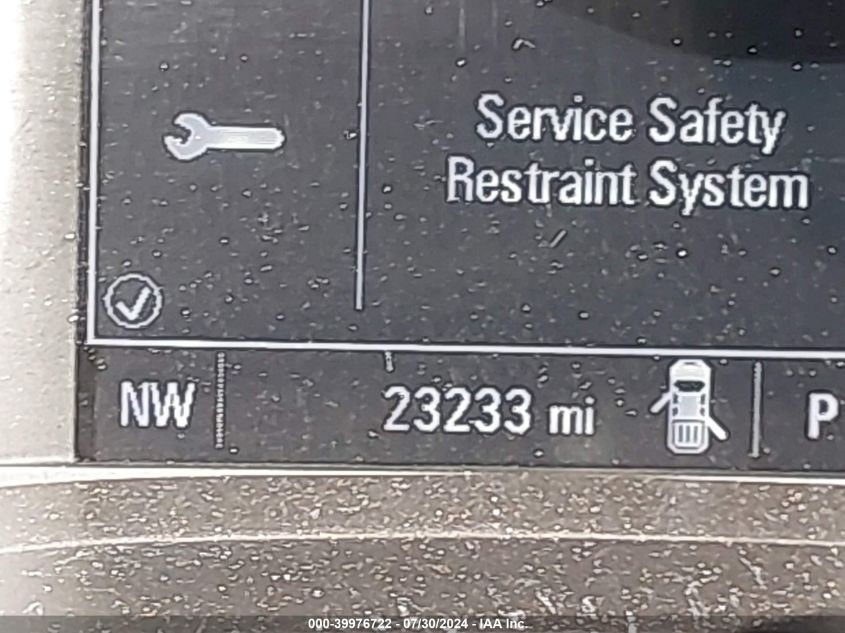 Service Safety
Restraint System
NW 23233 mi P
000-39976722 - 07/30/2024 - IAA Inc.